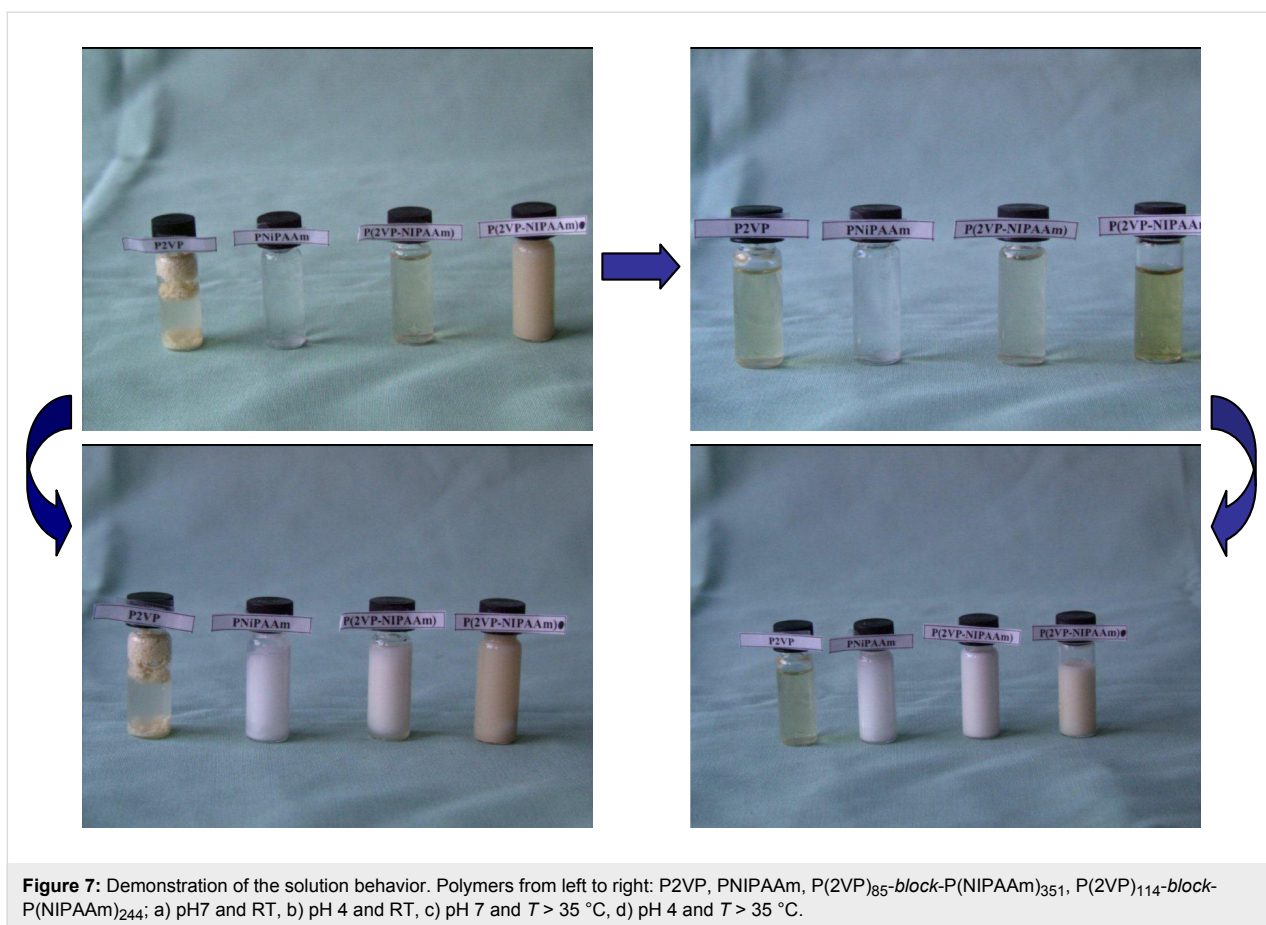 P2VP
PNiPAAm
P(2VP-NIPAAm)
P(2VP-NIPAAm)
P2VP
PNiPAAm
P(2VP-NIPAAm)
P(2VP-NIPAAm
P2VP
PNiPAAm
P(2VP-NIPAAm)
P(2VP-NIPAAm)
P2VP
PNiPAAm
P(2VP-NIPAAm)
P(2VP-NIPAAm)
Figure 7: Demonstration of the solution behavior. Polymers from left to right: P2VP, PNIPAAm, P(2VP)85-block-P(NIPAAm)351, P(2VP)114-block-
P(NIPAAm)244; a) pH7 and RT, b) pH 4 and RT, c) pH 7 and T > 35 °C, d) pH 4 and T > 35 °C.